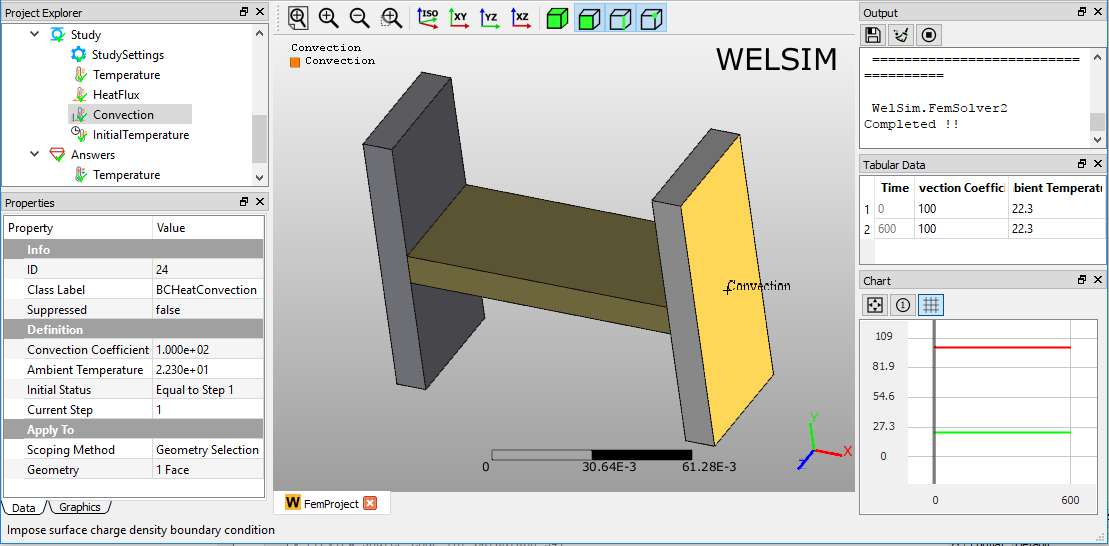 Project Explorer
Study
StudySettings
Temperature
HeatFlux
Convection
InitialTemperature
Answers
Temperature
Properties
Property Value
Info
ID 24
Class Label BCHeatConvection
Suppressed false
Definition
Convection Coefficient 1.000e+02
Ambient Temperature 2.230e+01
Initial Status Equal to Step 1
Current Step 1
Apply To
Scoping Method Geometry Selection
Geometry 1 Face
Data Graphics
Impose surface charge density boundary condition
ISO XY YZ XZ
Convection
Convection
WELSIM
Convection
0 30.64E-3 61.28E-3
Y
X
Z
W FemProject
Output
==========================
==========
WelSim.FemSolver2
Completed !!
Tabular Data
Time vection Coeffici bient Temperatu
1 0 100 22.3
2 600 100 22.3
Chart
1
109
81.9
54.6
27.3
0
0 600